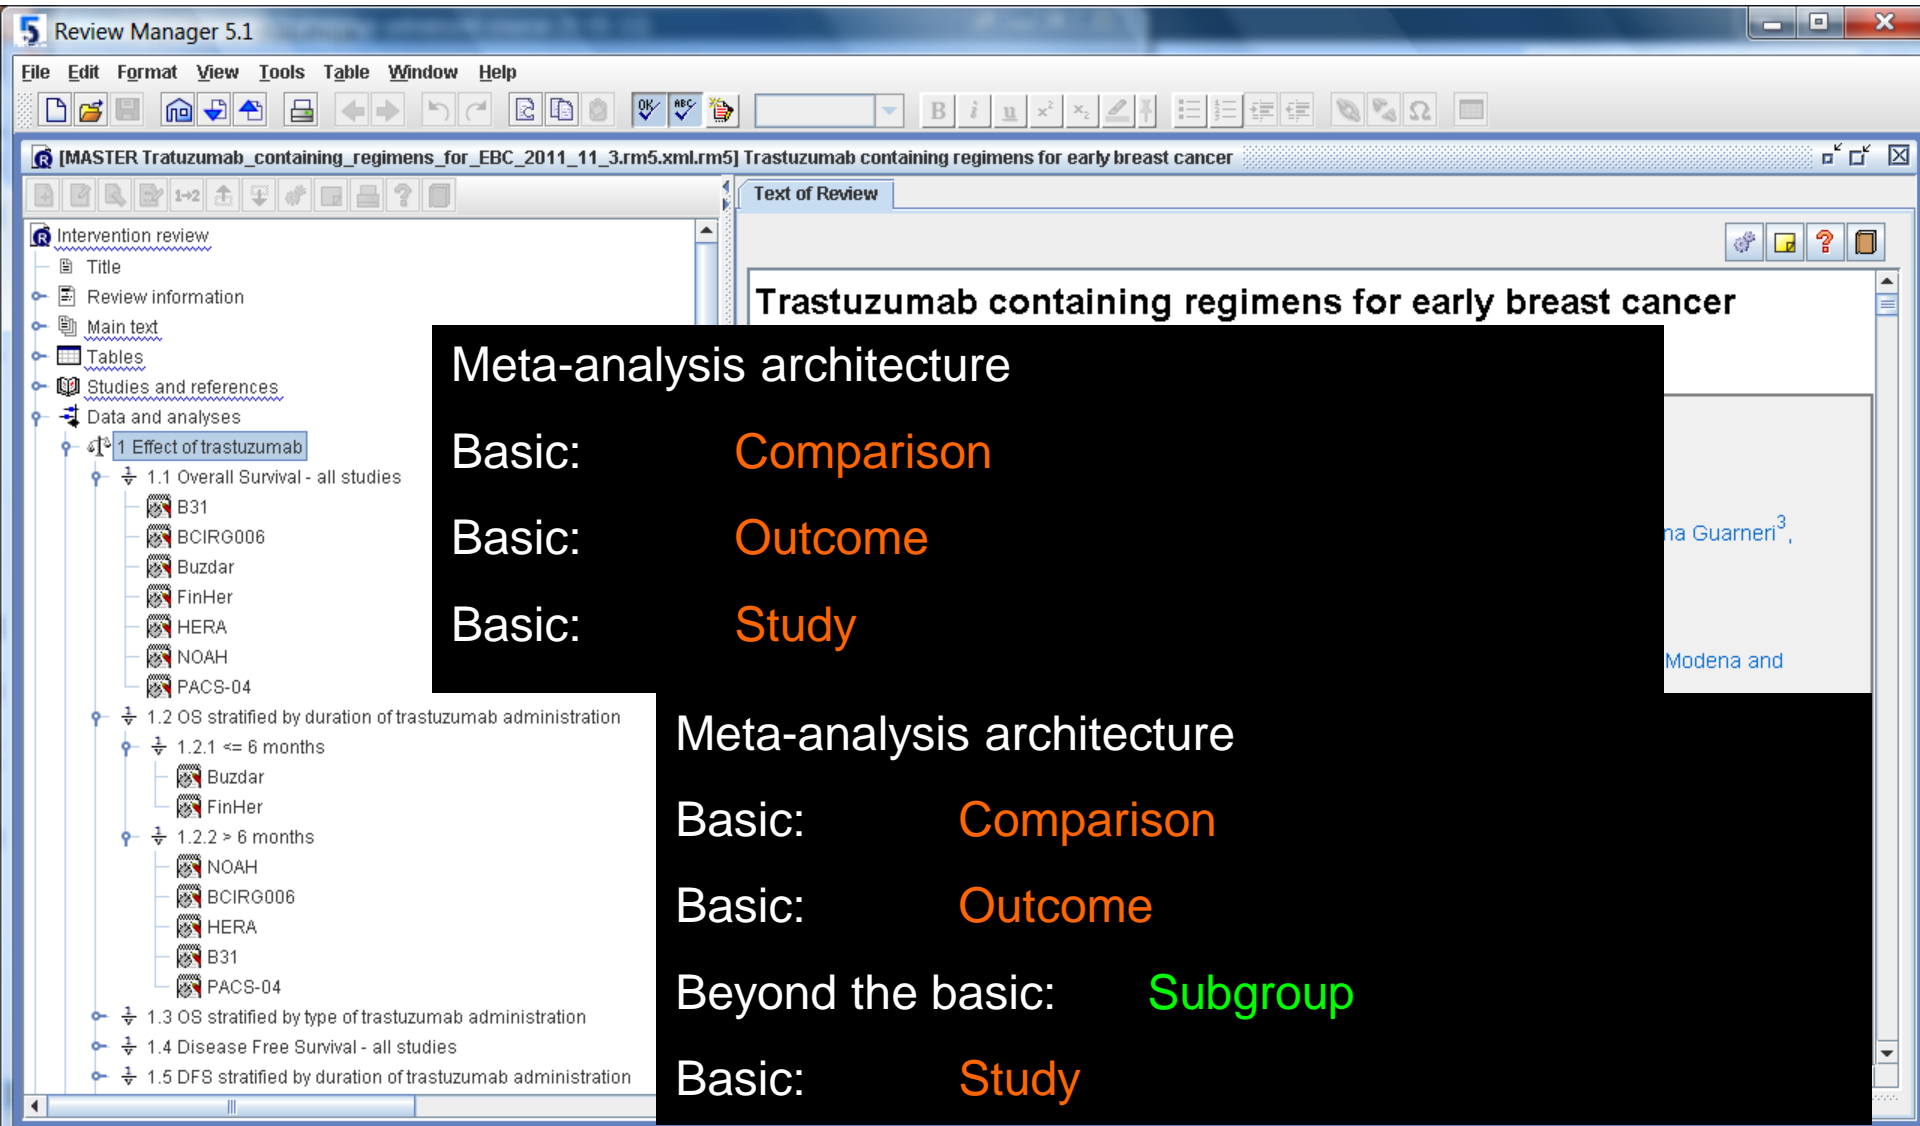 5 Review Manager 5.1
File Edit Format View Tools Table Window Help
OK ABC B i u x² x₂ Ω
[MASTER Tratuzumab_containing_regimens_for_EBC_2011_11_3.rm5.xml.rm5] Trastuzumab containing regimens for early breast cancer
1→2 ?
Text of Review
Intervention review
Title
Review information
Main text
Tables
Studies and references
Data and analyses
1 Effect of trastuzumab
1.1 Overall Survival - all studies
B31
BCIRG006
Buzdar
FinHer
HERA
NOAH
PACS-04
1.2 OS stratified by duration of trastuzumab administration
1.2.1 <= 6 months
Buzdar
FinHer
1.2.2 > 6 months
NOAH
BCIRG006
HERA
B31
PACS-04
1.3 OS stratified by type of trastuzumab administration
1.4 Disease Free Survival - all studies
1.5 DFS stratified by duration of trastuzumab administration
?
Trastuzumab containing regimens for early breast cancer
Guarneri³,
Modena and
Meta-analysis architecture
Basic: Comparison
Basic: Outcome
Basic: Study
Meta-analysis architecture
Basic: Comparison
Basic: Outcome
Beyond the basic: Subgroup
Basic: Study